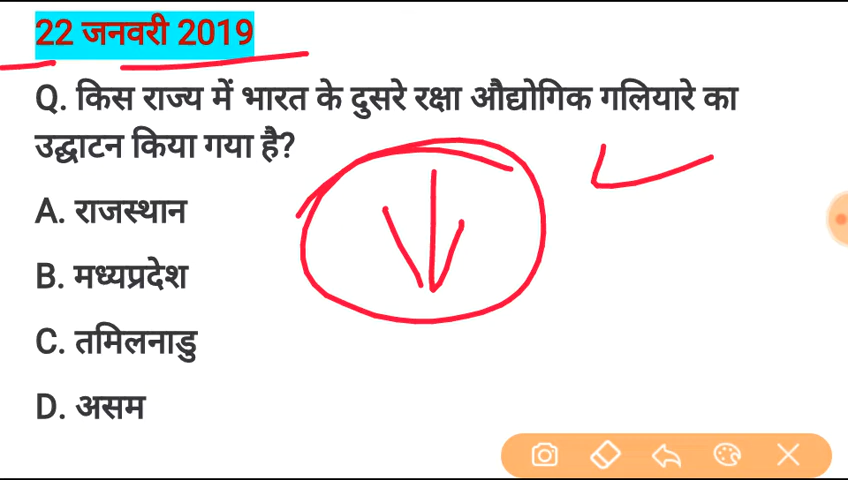 22 जनवरी 2019
Q. किस राज्य में भारत के दुसरे रक्षा औद्योगिक गलियारे का
उद्घाटन किया गया है?
A. राजस्थान
B. मध्यप्रदेश
C. तमिलनाडु
D. असम